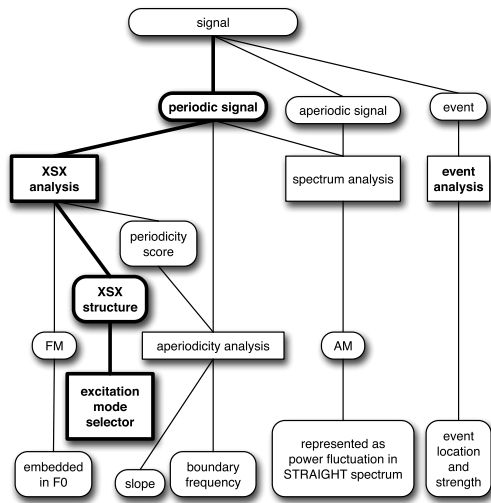 signal
periodic signal
aperiodic signal
event
XSX
analysis
spectrum analysis
event
analysis
periodicity
score
XSX
structure
FM
aperiodicity analysis
AM
excitation
mode
selector
embedded
in F0
slope
boundary
frequency
represented as
power fluctuation in
STRAIGHT spectrum
event
location
and
strength